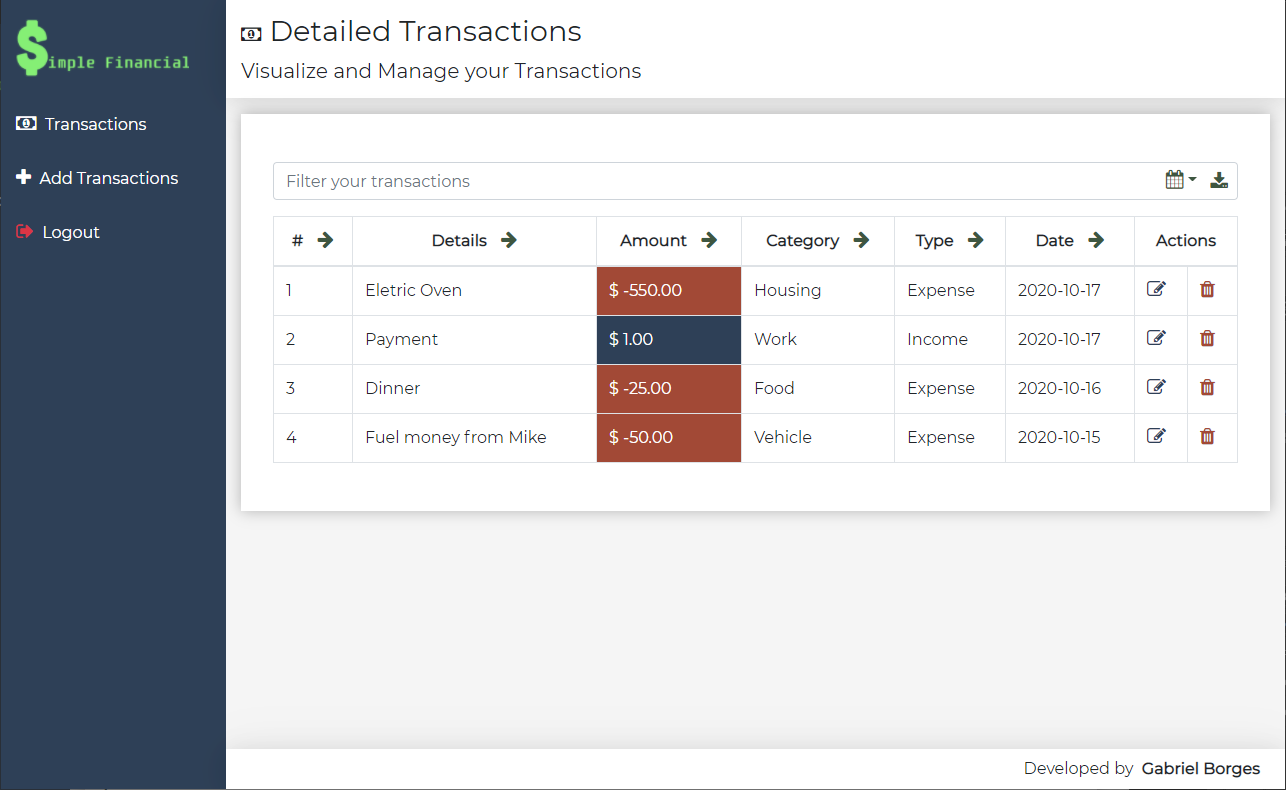 $imple Financial
Transactions
Add Transactions
Logout
Detailed Transactions
Visualize and Manage your Transactions
Filter your transactions
# Details Amount Category Type Date Actions
1 Eletric Oven $ -550.00 Housing Expense 2020-10-17
2 Payment $ 1.00 Work Income 2020-10-17
3 Dinner $ -25.00 Food Expense 2020-10-16
4 Fuel money from Mike $ -50.00 Vehicle Expense 2020-10-15
Developed by Gabriel Borges